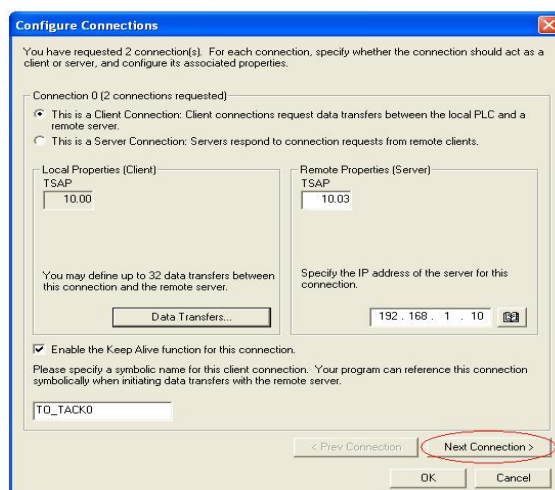 Configure Connections
You have requested 2 connection(s). For each connection, specify whether the connection should act as a
client or server, and configure its associated properties.
Connection 0 (2 connections requested)
This is a Client Connection: Client connections request data transfers between the local PLC and a
remote server.
This is a Server Connection: Servers respond to connection requests from remote clients.
Local Properties (Client)
TSAP
10.00
You may define up to 32 data transfers between
this connection and the remote server.
Data Transfers...
Remote Properties (Server)
TSAP
10.03
Specify the IP address of the server for this
connection.
192 . 168 . 1 . 10
Enable the Keep Alive function for this connection.
Please specify a symbolic name for this client connection. Your program can reference this connection
symbolically when initiating data transfers with the remote server.
TO_TACK0
< Prev Connection
Next Connection >
OK
Cancel